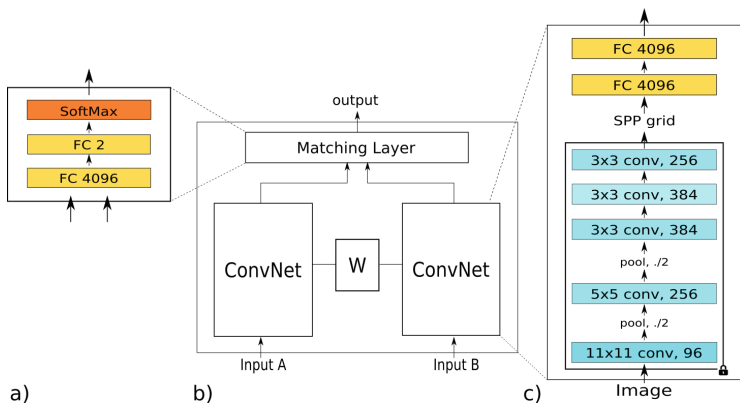 SoftMax
FC 2
FC 4096
a)
output
Matching Layer
ConvNet
W
ConvNet
Input A
Input B
b)
FC 4096
FC 4096
SPP grid
3x3 conv, 256
3x3 conv, 384
3x3 conv, 384
pool, ./2
5x5 conv, 256
pool, ./2
11x11 conv, 96
Image
c)